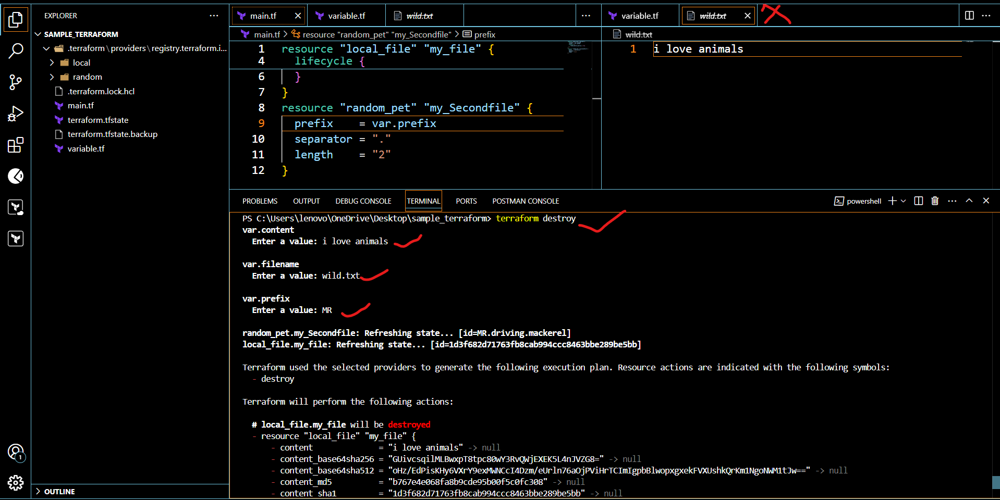 EXPLORER
SAMPLE_TERRAFORM
.terraform\providers\registry.terraform.i...
local
random
.terraform.lock.hcl
main.tf
terraform.tfstate
terraform.tfstate.backup
variable.tf
OUTLINE
1
main.tf
variable.tf
wild.txt
main.tf > resource "random_pet" "my_Secondfile" > prefix
1 resource "local_file" "my_file" {
4 lifecycle {
6 }
7 }
8 resource "random_pet" "my_Secondfile" {
9 prefix    = var.prefix
10 separator = "."
11 length    = "2"
12 }
variable.tf
wild.txt
wild.txt
1 i love animals
PROBLEMS OUTPUT DEBUG CONSOLE TERMINAL PORTS POSTMAN CONSOLE
powershell
PS C:\Users\lenovo\OneDrive\Desktop\sample_terraform> terraform destroy
var.content
Enter a value: i love animals
var.filename
Enter a value: wild.txt
var.prefix
Enter a value: MR
random_pet.my_Secondfile: Refreshing state... [id=MR.driving.mackerel]
local_file.my_file: Refreshing state... [id=1d3f682d71763fb8cab994ccc8463bbe289be5bb]
Terraform used the selected providers to generate the following execution plan. Resource actions are indicated with the following symbols:
- destroy
Terraform will perform the following actions:
# local_file.my_file will be destroyed
- resource "local_file" "my_file" {
- content              = "i love animals" -> null
- content_base64sha256 = "GUivcsqilMLBwxpT8tpc80wY3RvQWjEXEK5L4nJVZG8=" -> null
- content_base64sha512 = "oHz/EdPisKHy6VXrY9exMWNCcI4Dzm/eUrln76aOjPViHrTCImIgpbBlwopxgxekFVXUshkQrKm1NgoNWM1tJw==" -> null
- content_md5          = "b767e4e068fa8b9cde95b00f5c0fc308" -> null
- content_sha1         = "1d3f682d71763fb8cab994ccc8463bbe289be5bb" -> null